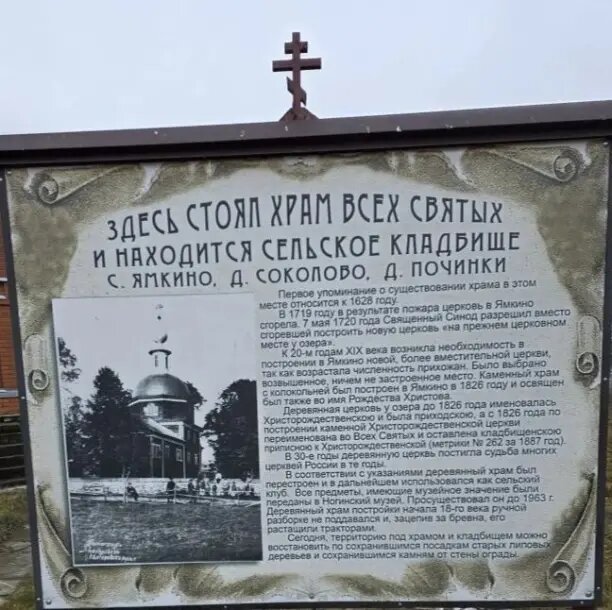 ЗДЕСЬ СТОЯЛ ХРАМ ВСЕХ СВЯТЫХ
И НАХОДИТСЯ СЕЛЬСКОЕ КЛАДБИЩЕ
С. ЯМКИНО, Д. СОКОЛОВО, Д. ПОЧИНКИ
Первое упоминание о существовании храма в этом
месте относится к 1628 году.
В 1719 году в результате пожара церковь в Ямкино
сгорела. 7 мая 1720 года Священный Синод разрешил вместо
сгоревшей построить новую церковь «на прежнем церковном
месте у озера».
К 20-м годам XIX века возникла необходимость в
построении в Ямкино новой, более вместительной церкви,
так как возрастала численность прихожан. Было выбрано
возвышенное, ничем не застроенное место. Каменный храм
с колокольней был построен в Ямкино в 1826 году и освящен
был также во имя Рождества Христова.
Деревянная церковь у озера до 1826 года именовалась
Христорождественскою и была приходскою, а с 1826 года по
построении каменной Христорождественской церкви
переименована во Всех Святых и оставлена кладбищенскою
приписною к Христорождественской (метрики № 262 за 1887 год).
В 30-е годы деревянную церковь постигла судьба многих
церквей России в те годы.
В соответствии с указаниями деревянный храм был
перестроен и в дальнейшем использовался как сельский
клуб. Все предметы, имеющие музейное значение были
переданы в Ногинский музей. Просуществовал он до 1963 г.
Деревянный храм постройки начала 18-го века ручной
разборке не поддавался и, зацепив за бревна, его
растащили тракторами.
Сегодня, территорию под храмом и кладбищем можно
восстановить по сохранившимся посадкам старых липовых
деревьев и сохранившимся камням от стены ограды.